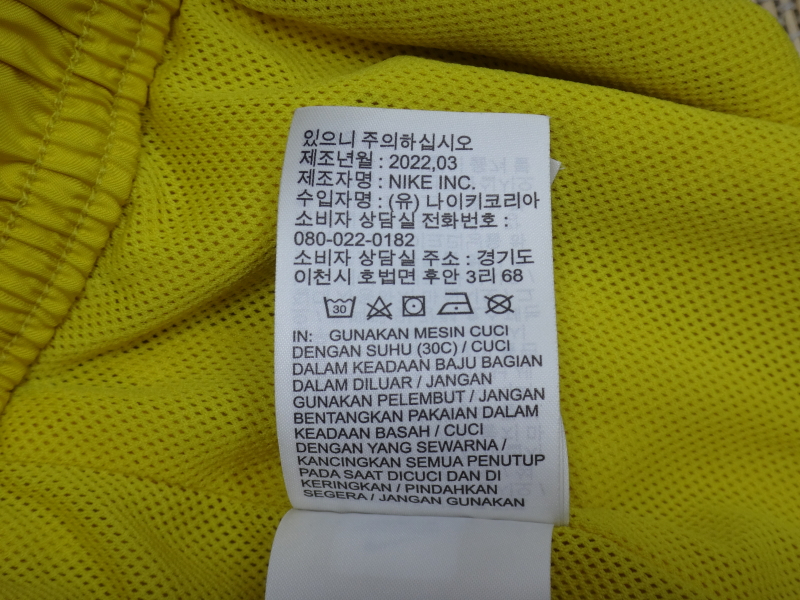 있으니 주의하십시오
제조년월 : 2022,03
제조자명 : NIKE INC.
수입자명 : (유) 나이키코리아
소비자 상담실 전화번호 :
080-022-0182
소비자 상담실 주소 : 경기도
이천시 호법면 후안 3리 68
30
IN: GUNAKAN MESIN CUCI
DENGAN SUHU (30C) / CUCI
DALAM KEADAAN BAJU BAGIAN
DALAM DILUAR / JANGAN
GUNAKAN PELEMBUT / JANGAN
BENTANGKAN PAKAIAN DALAM
KEADAAN BASAH / CUCI
DENGAN YANG SEWARNA /
KANCINGKAN SEMUA PENUTUP
PADA SAAT DICUCI DAN DI
KERINGKAN / PINDAHKAN
SEGERA / JANGAN GUNAKAN